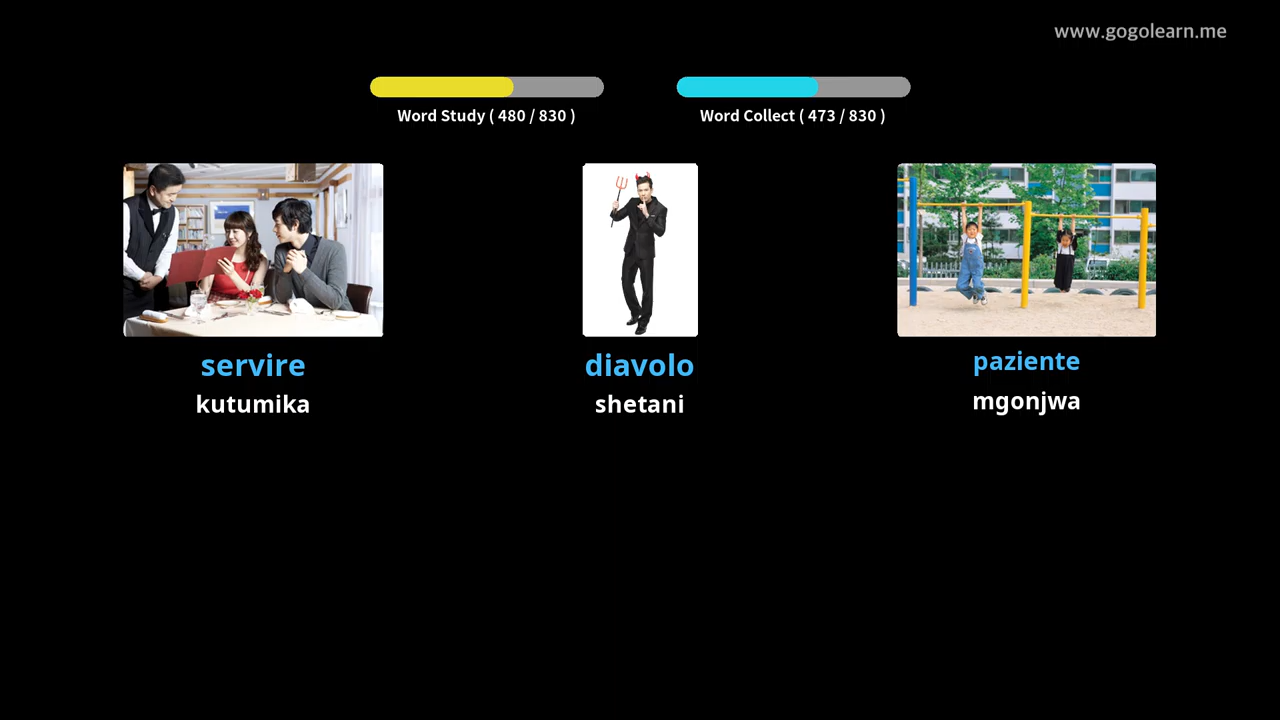 www.gogolearn.me
Word Study ( 480 / 830 )
Word Collect ( 473 / 830 )
servire
kutumika
diavolo
shetani
paziente
mgonjwa